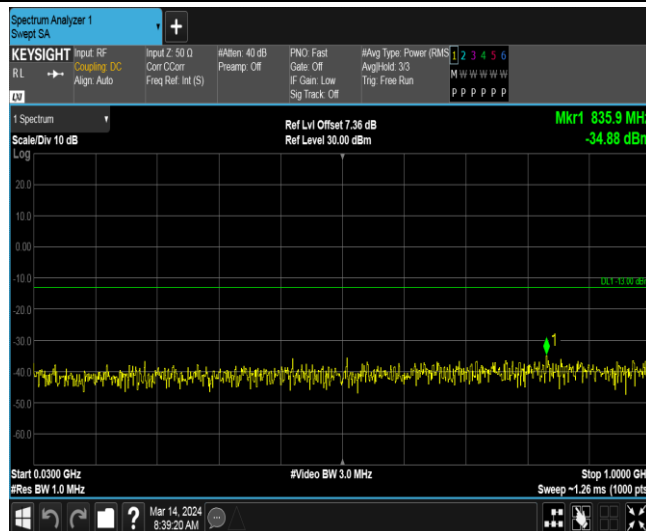 Spectrum Analyzer 1
Swept SA
KEYSIGHT
RL
LXI
Input: RF
Coupling: DC
Align: Auto
Input Z: 50 Ω
Corr CCorr
Freq Ref: Int (S)
#Atten: 40 dB
Preamp: Off
PNO: Fast
Gate: Off
IF Gain: Low
Sig Track: Off
#Avg Type: Power (RMS
Avg|Hold: 3/3
Trig: Free Run
1 2 3 4 5 6
M W W W W W
P P P P P P
1 Spectrum
Scale/Div 10 dB
Log
Ref Lvl Offset 7.36 dB
Ref Level 30.00 dBm
Mkr1 835.9 MHz
-34.88 dBm
20.0
10.0
0.00
-10.0
DL1 -13.00 dBm
-20.0
-30.0
1
-40.0
-50.0
-60.0
Start 0.0300 GHz
#Res BW 1.0 MHz
#Video BW 3.0 MHz
Stop 1.0000 GH
Sweep ~1.26 ms (1000 pts
Mar 14, 2024
8:39:20 AM